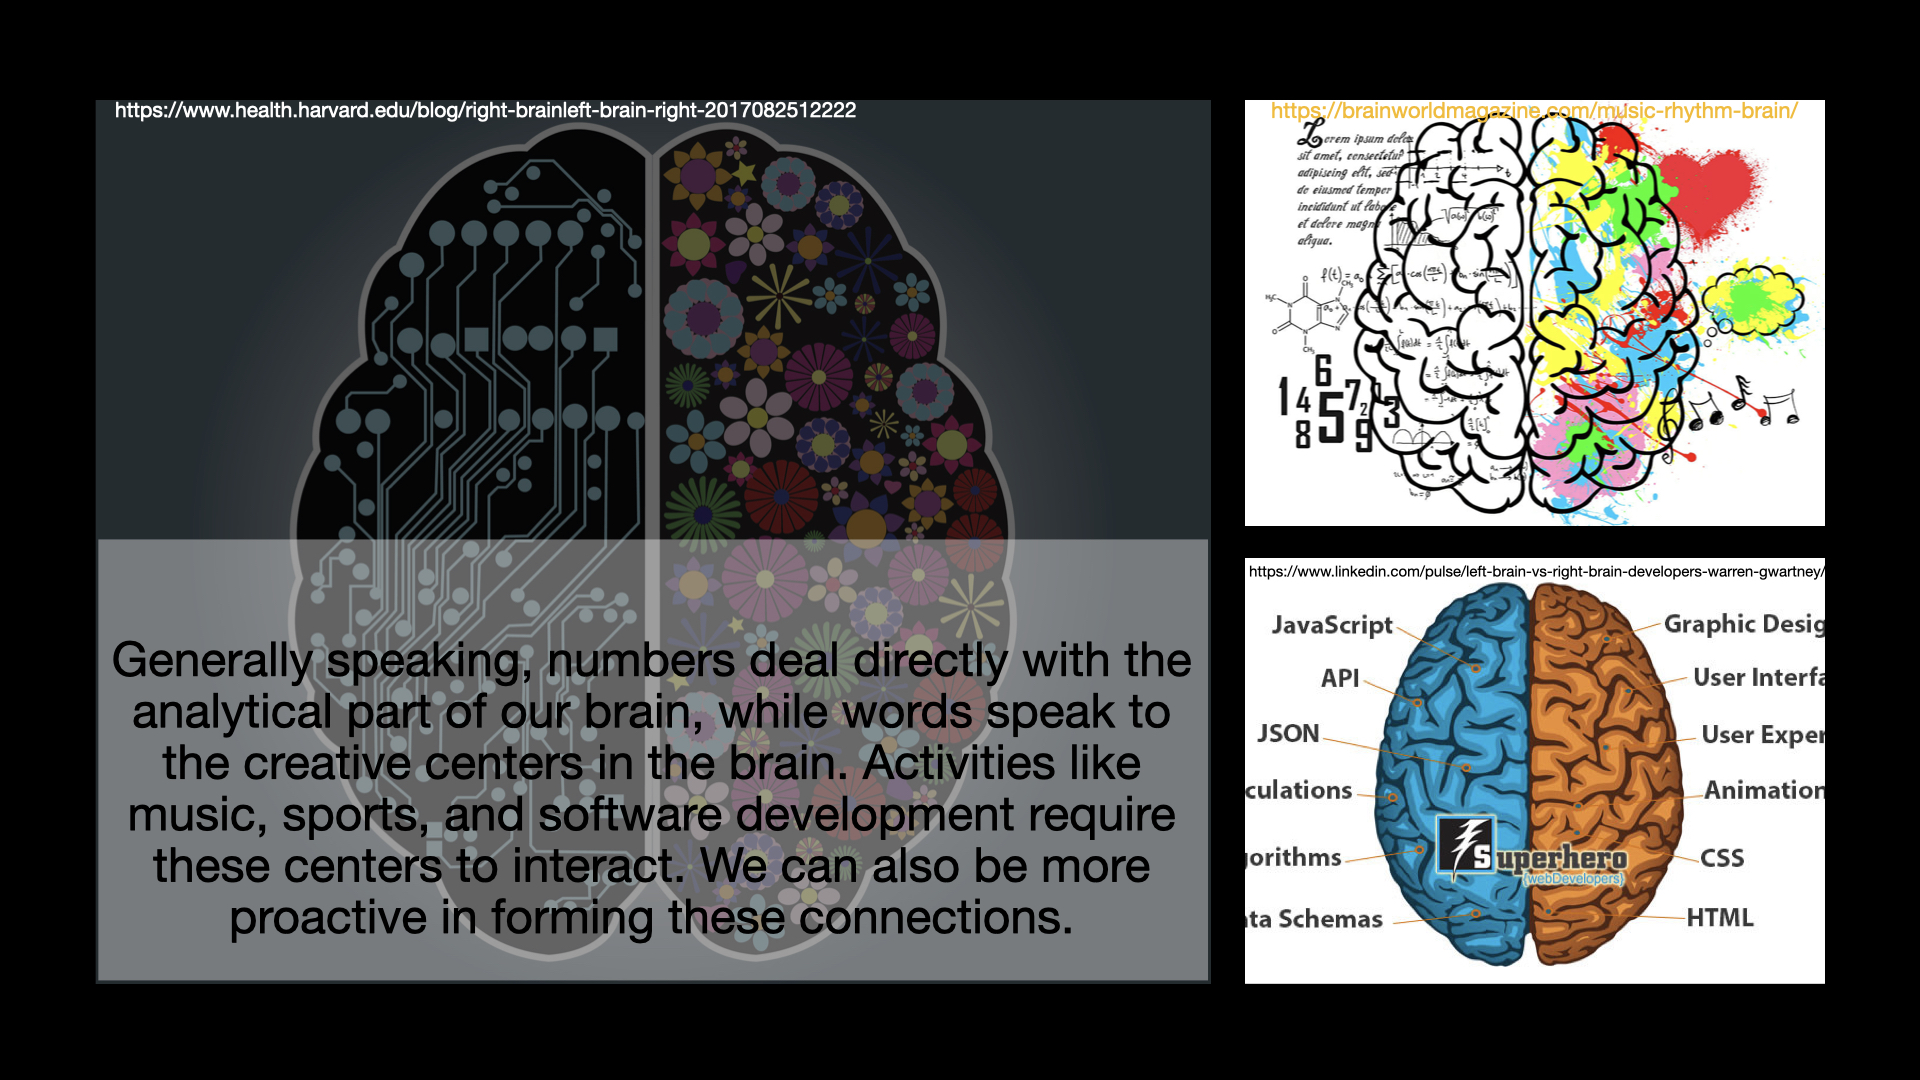 https://www.health.harvard.edu/blog/right-brainleft-brain-right-2017082512222
Generally speaking, numbers deal directly with the
analytical part of our brain, while words speak to
the creative centers in the brain. Activities like
music, sports, and software development require
these centers to interact. We can also be more
proactive in forming these connections.
https://brainworldmagazine.com/music-rhythm-brain/
Lorem ipsum dolor
sit amet, consectetur
adipiscing elit, sed
do eiusmod tempor
incididunt ut labore
et dolore magna
aliqua.
H₃C
CH₃
CH₃
6
1 4 5 7 2 4 3
8 9
https://www.linkedin.com/pulse/left-brain-vs-right-brain-developers-warren-gwartney/
JavaScript
Graphic Desig
API
User Interfa
JSON
User Exper
culations
Animation
gorithms
CSS
Superhero
{webDevelopers}
ta Schemas
HTML